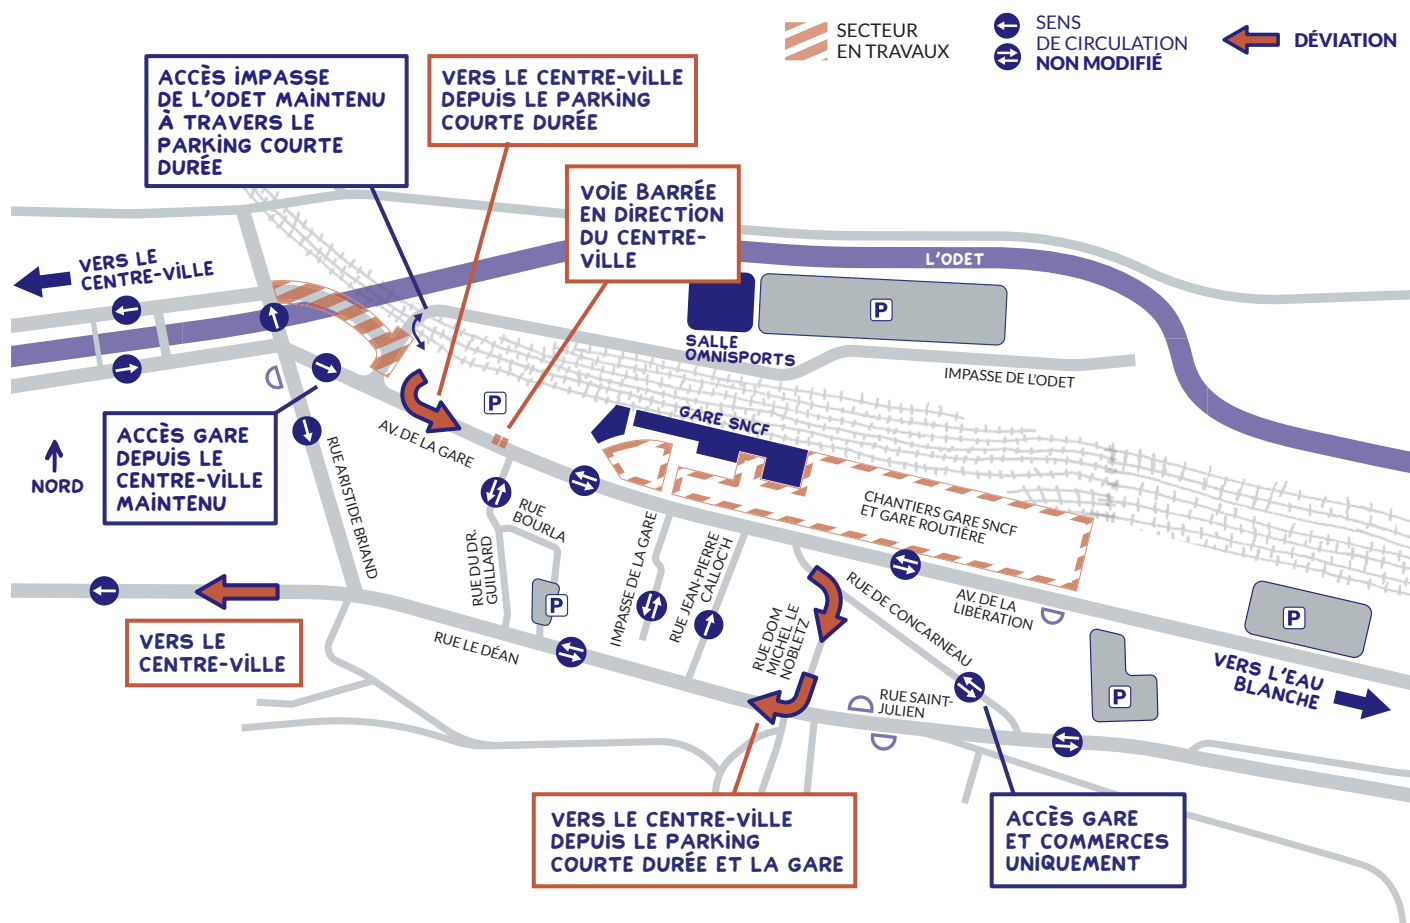 SECTEUR
EN TRAVAUX
SENS
DE CIRCULATION
NON MODIFIÉ
DÉVIATION
ACCÈS IMPASSE
DE L'ODET MAINTENU
À TRAVERS LE
PARKING COURTE
DURÉE
VERS LE CENTRE-VILLE
DEPUIS LE PARKING
COURTE DURÉE
VOIE BARRÉE
EN DIRECTION
DU CENTRE-
VILLE
VERS LE
CENTRE-VILLE
L'ODET
P
SALLE
OMNISPORTS
IMPASSE DE L'ODET
P
GARE SNCF
AV. DE LA GARE
ACCÈS GARE
DEPUIS LE
CENTRE-VILLE
MAINTENU
NORD
RUE ARISTIDE BRIAND
RUE
BOURLA
RUE DU DR.
GUILLARD
P
IMPASSE DE LA GARE
RUE JEAN-PIERRE
CALLOC'H
CHANTIERS GARE SNCF
ET GARE ROUTIÈRE
RUE DE CONCARNEAU
AV. DE LA
LIBÉRATION
P
RUE DOM
MICHEL LE
NOBLETZ
VERS LE
CENTRE-VILLE
RUE LE DÉAN
RUE SAINT-
JULIEN
P
VERS L'EAU
BLANCHE
VERS LE CENTRE-VILLE
DEPUIS LE PARKING
COURTE DURÉE ET LA GARE
ACCÈS GARE
ET COMMERCES
UNIQUEMENT